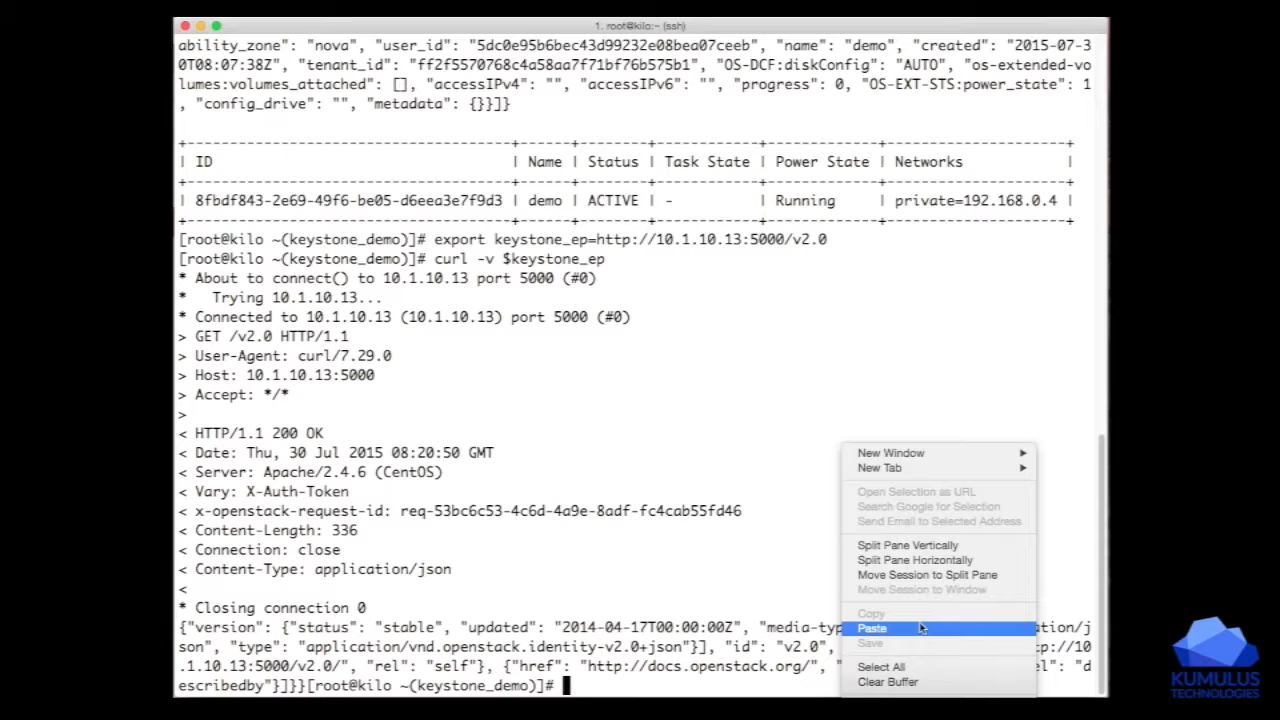 1. root@kilo:~ (ssh)
ability_zone": "nova", "user_id": "5dc0e95b6bec43d99232e08bea07ceeb", "name": "demo", "created": "2015-07-3
0T08:07:38Z", "tenant_id": "ff2f5570768c4a58aa7f71bf76b575b1", "OS-DCF:diskConfig": "AUTO", "os-extended-vo
lumes:volumes_attached": [], "accessIPv4": "", "accessIPv6": "", "progress": 0, "OS-EXT-STS:power_state": 1
, "config_drive": "", "metadata": {}}]}
| ID | Name | Status | Task State | Power State | Networks |
| 8fbdf843-2e69-49f6-be05-d6eea3e7f9d3 | demo | ACTIVE | - | Running | private=192.168.0.4 |
[root@kilo ~(keystone_demo)]# export keystone_ep=http://10.1.10.13:5000/v2.0
[root@kilo ~(keystone_demo)]# curl -v $keystone_ep
* About to connect() to 10.1.10.13 port 5000 (#0)
* Trying 10.1.10.13...
* Connected to 10.1.10.13 (10.1.10.13) port 5000 (#0)
> GET /v2.0 HTTP/1.1
> User-Agent: curl/7.29.0
> Host: 10.1.10.13:5000
> Accept: */*
>
< HTTP/1.1 200 OK
< Date: Thu, 30 Jul 2015 08:20:50 GMT
< Server: Apache/2.4.6 (CentOS)
< Vary: X-Auth-Token
< x-openstack-request-id: req-53bc6c53-4c6d-4a9e-8adf-fc4cab55fd46
< Content-Length: 336
< Connection: close
< Content-Type: application/json
<
* Closing connection 0
{"version": {"status": "stable", "updated": "2014-04-17T00:00:00Z", "media-typ ation/j
son", "type": "application/vnd.openstack.identity-v2.0+json"}], "id": "v2.0", tp://10
.1.10.13:5000/v2.0/", "rel": "self"}, {"href": "http://docs.openstack.org/", " el": "d
escribedby"}]}}[root@kilo ~(keystone_demo)]#
New Window
New Tab
Open Selection as URL
Search Google for Selection
Send Email to Selected Address
Split Pane Vertically
Split Pane Horizontally
Move Session to Split Pane
Move Session to Window
Copy
Paste
Save
Select All
Clear Buffer
KUMULUS
TECHNOLOGIES